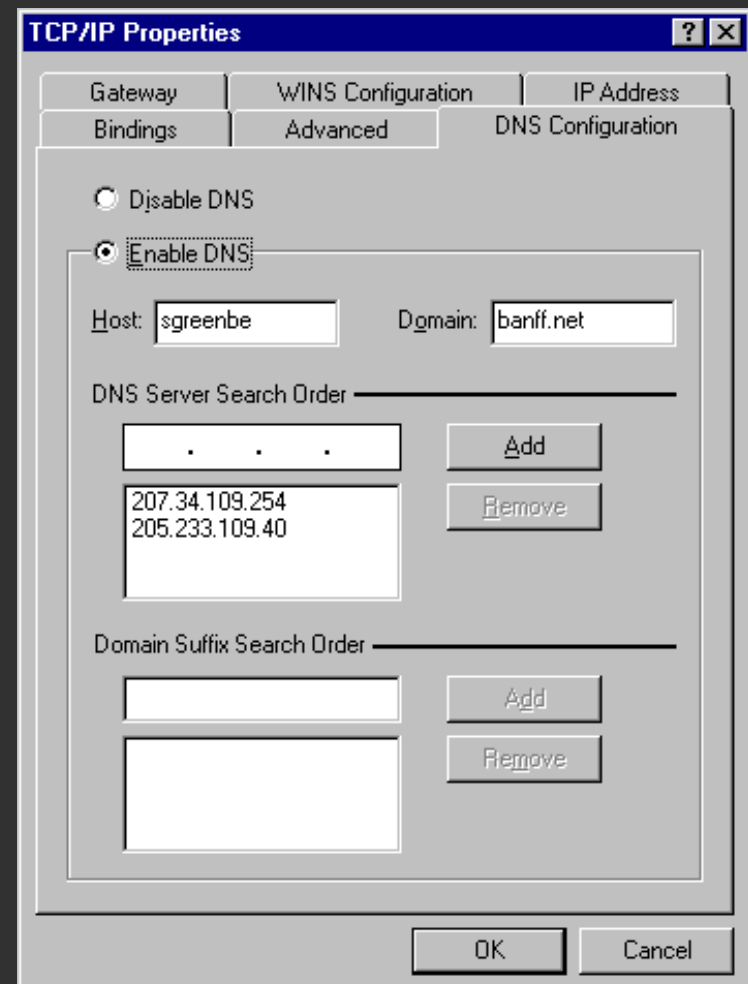 TCP/IP Properties
Gateway WINS Configuration IP Address
Bindings Advanced DNS Configuration
Disable DNS
Enable DNS
Host: sgreenbe Domain: banff.net
DNS Server Search Order
. . . Add
207.34.109.254 Remove
205.233.109.40
Domain Suffix Search Order
Add
Remove
OK Cancel